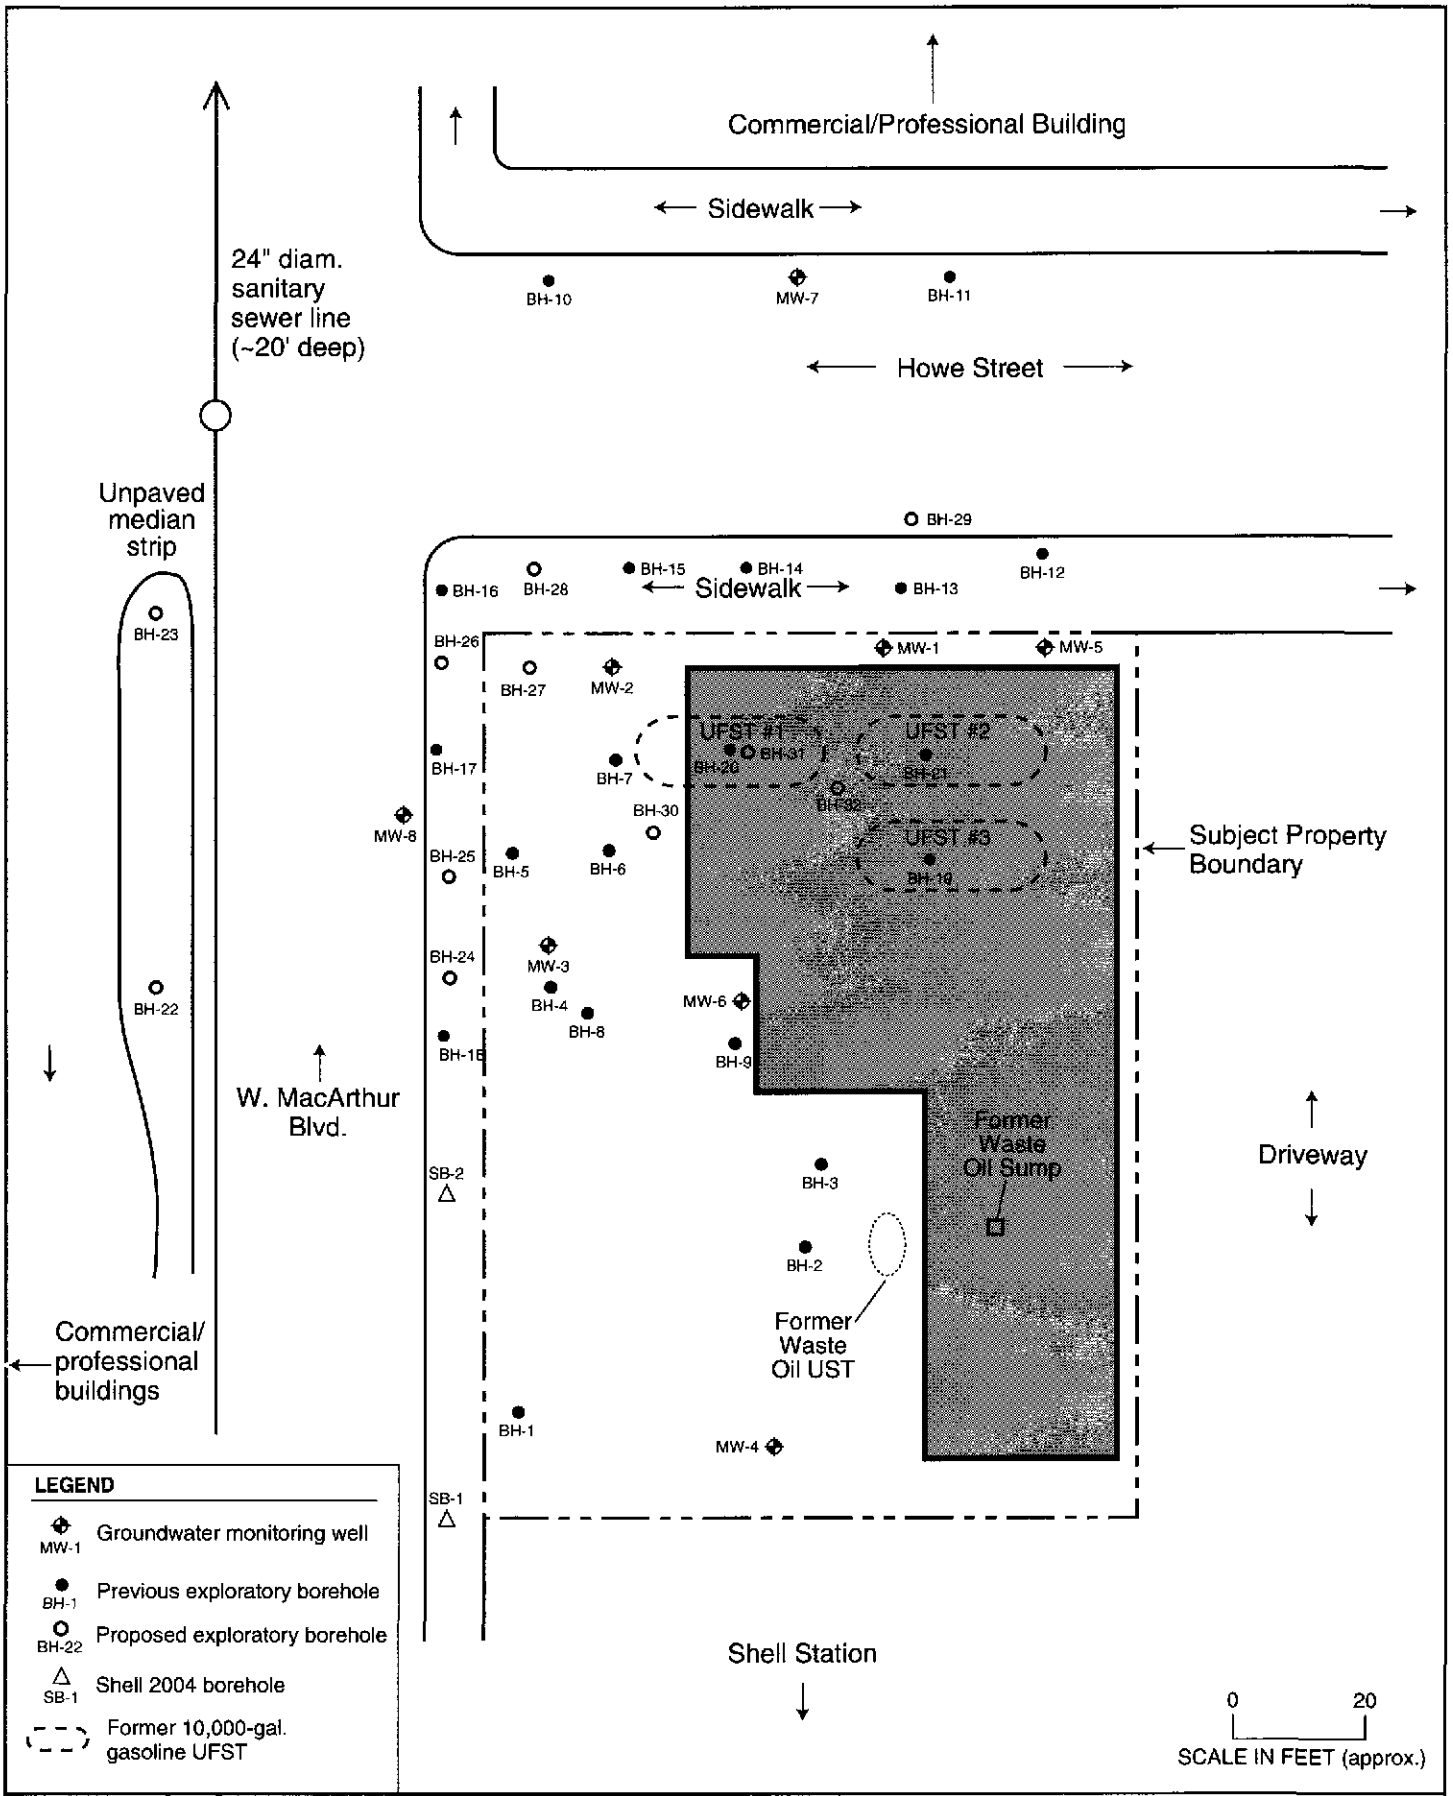 Commercial/Professional Building
Sidewalk
24" diam.
sanitary
sewer line
(~20' deep)
BH-10
MW-7
BH-11
Howe Street
Unpaved
median
strip
BH-29
BH-12
BH-15
BH-14
BH-16
BH-28
Sidewalk
BH-13
BH-23
BH-26
MW-1
MW-5
BH-27
MW-2
UFST #1
UFST #2
BH-17
BH-7
BH-20
BH-31
BH-21
BH-30
BH-32
MW-8
UFST #3
Subject Property
Boundary
BH-25
BH-5
BH-6
BH-19
BH-24
MW-3
BH-22
BH-4
MW-6
BH-8
BH-18
BH-9
W. MacArthur
Blvd.
Former
Waste
Oil Sump
Driveway
SB-2
BH-3
BH-2
Former
Waste
Oil UST
Commercial/
professional
buildings
BH-1
MW-4
SB-1
LEGEND
MW-1 Groundwater monitoring well
BH-1 Previous exploratory borehole
BH-22 Proposed exploratory borehole
SB-1 Shell 2004 borehole
Former 10,000-gal.
gasoline UFST
Shell Station
0 20
SCALE IN FEET (approx.)